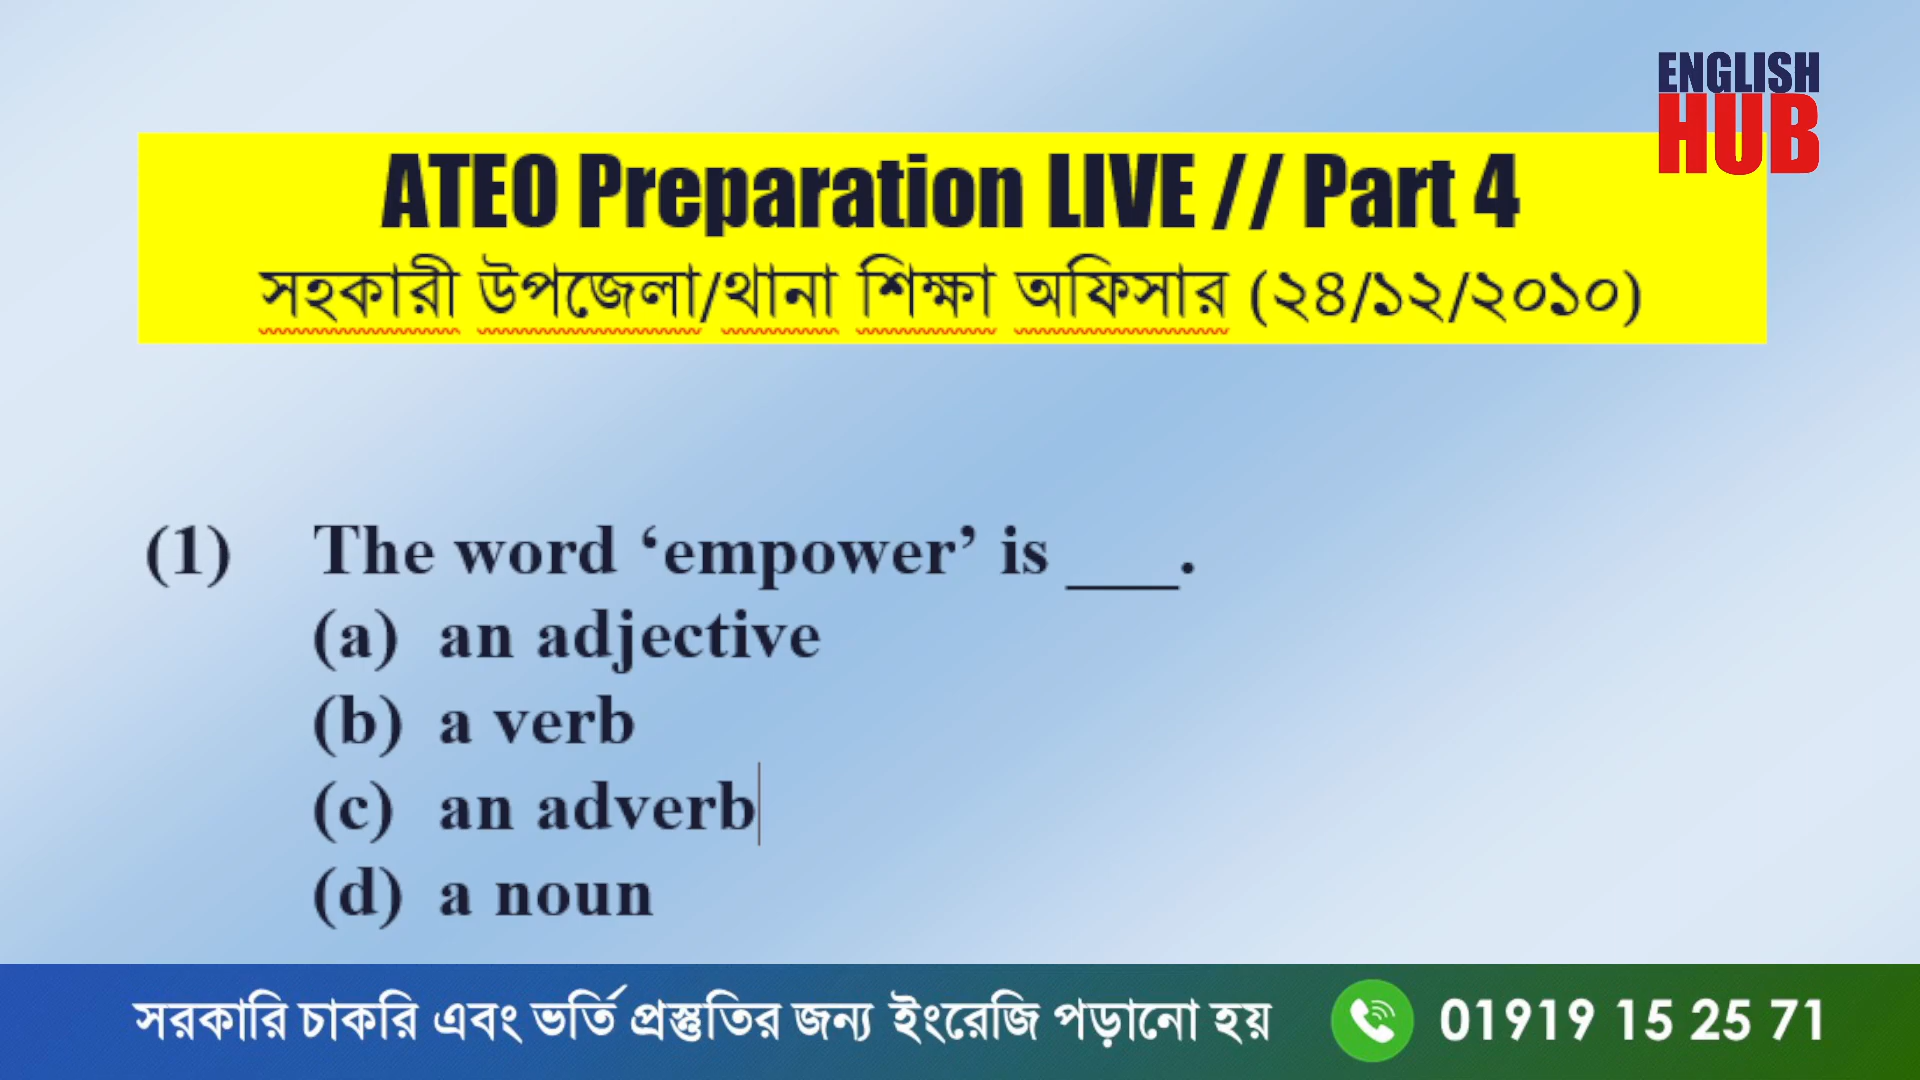 ENGLISH
HUB
ATEO Preparation LIVE // Part 4
সহকারী উপজেলা/থানা শিক্ষা অফিসার (২৪/১২/২০১০)
(1) The word ‘empower’ is ___.
(a) an adjective
(b) a verb
(c) an adverb
(d) a noun
সরকারি চাকরি এবং ভর্তি প্রস্তুতির জন্য ইংরেজি পড়ানো হয় 01919 15 25 71